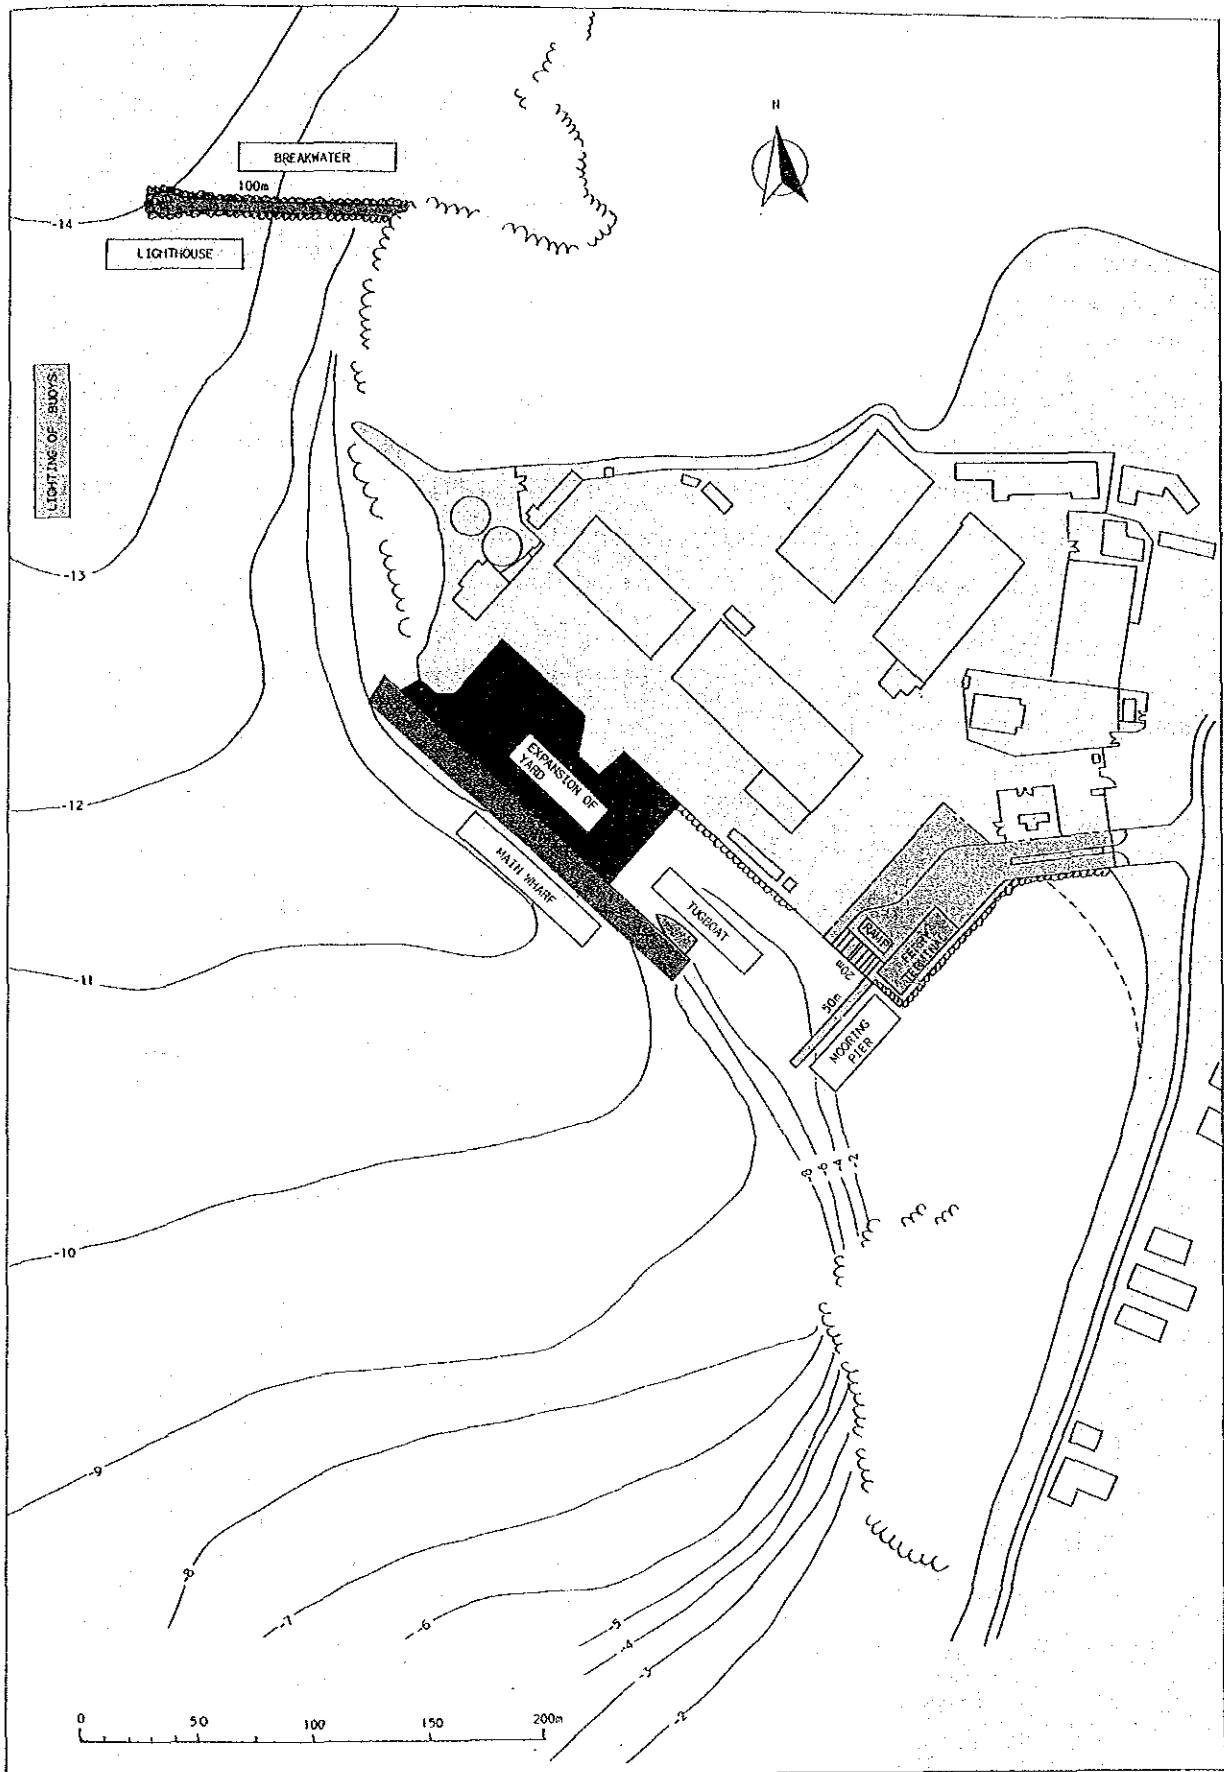 N
BREAKWATER
100m
-14
LIGHTHOUSE
LIGHTING OF BUOYS
-13
-12
EXPANSION OF
YARD
MAIN WHARF
TUGBOAT
RAMP
FERRY
TERMINAL
20m
50m
MOORING
PIER
-11
-8
-6
-4
-2
-10
-9
-8
-7
-6
-5
-4
-3
-2
0
50
100
150
200m